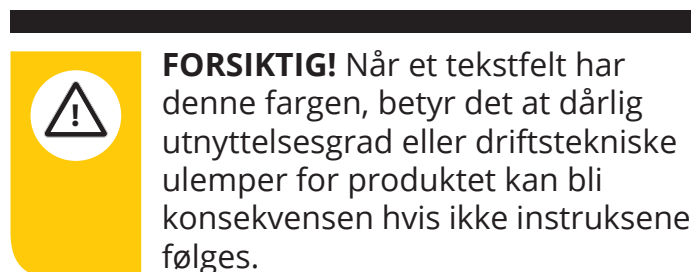 FORSIKTIG! Når et tekstfelt har
denne fargen, betyr det at dårlig
utnyttelsesgrad eller driftstekniske
ulemper for produktet kan bli
konsekvensen hvis ikke instruksene
følges.